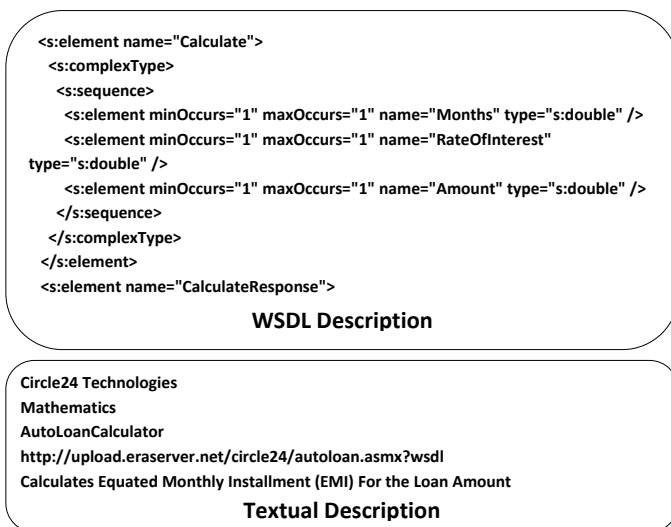 <s:element name="Calculate">
<s:complexType>
<s:sequence>
<s:element minOccurs="1" maxOccurs="1" name="Months" type="s:double" />
<s:element minOccurs="1" maxOccurs="1" name="RateOfInterest"
type="s:double" />
<s:element minOccurs="1" maxOccurs="1" name="Amount" type="s:double" />
</s:sequence>
</s:complexType>
</s:element>
<s:element name="CalculateResponse">
WSDL Description
Circle24 Technologies
Mathematics
AutoLoanCalculator
http://upload.eraserver.net/circle24/autoloan.asmx?wsdl
Calculates Equated Monthly Installment (EMI) For the Loan Amount
Textual Description